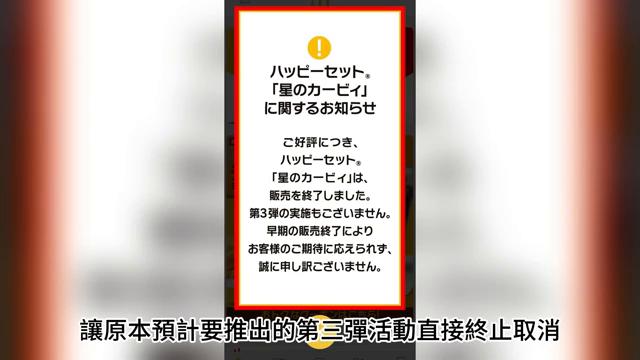 !
ハッピーセット®
「星のカービィ」
に関するお知らせ
ご好評につき、
ハッピーセット®
「星のカービィ」は、
販売を終了しました。
第3弾の実施もございません。
早期の販売終了により
お客様のご期待に応えられず、
誠に申し訳ございません。
讓原本預計要推出的第三彈活動直接終止取消